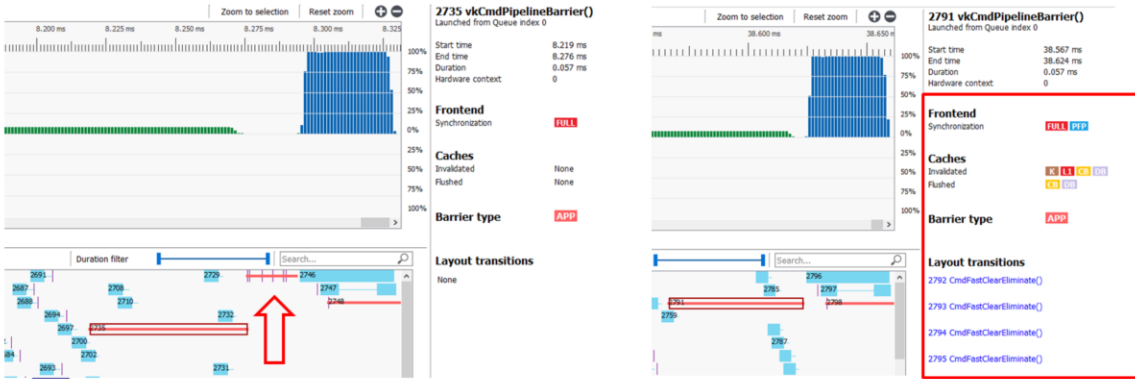 Zoom to selection Reset zoom
8.200 ms 8.225 ms 8.250 ms 8.275 ms 8.300 ms 8.325
100%
75%
50%
25%
0%
25%
50%
75%
100%
Duration filter Search...
2691 2729 2746
2687 2708 2747
2688 2710 2748
2694 2732
2697 2735
2700
684 2702
2693 2731
2735 vkCmdPipelineBarrier()
Launched from Queue index 0
Start time 8.219 ms
End time 8.276 ms
Duration 0.057 ms
Hardware context 0
Frontend
Synchronization FULL
Caches
Invalidated None
Flushed None
Barrier type APP
Layout transitions
None
Zoom to selection Reset zoom
ms 38.600 ms 38.650 m
100%
75%
50%
25%
0%
25%
50%
75%
100%
Search...
2796
2785 2797
2791 2798
2759
2787
2791 vkCmdPipelineBarrier()
Launched from Queue index 0
Start time 38.567 ms
End time 38.624 ms
Duration 0.057 ms
Hardware context 0
Frontend
Synchronization FULL PFP
Caches
Invalidated K L1 CB DB
Flushed CB DB
Barrier type APP
Layout transitions
2792 CmdFastClearEliminate()
2793 CmdFastClearEliminate()
2794 CmdFastClearEliminate()
2795 CmdFastClearEliminate()